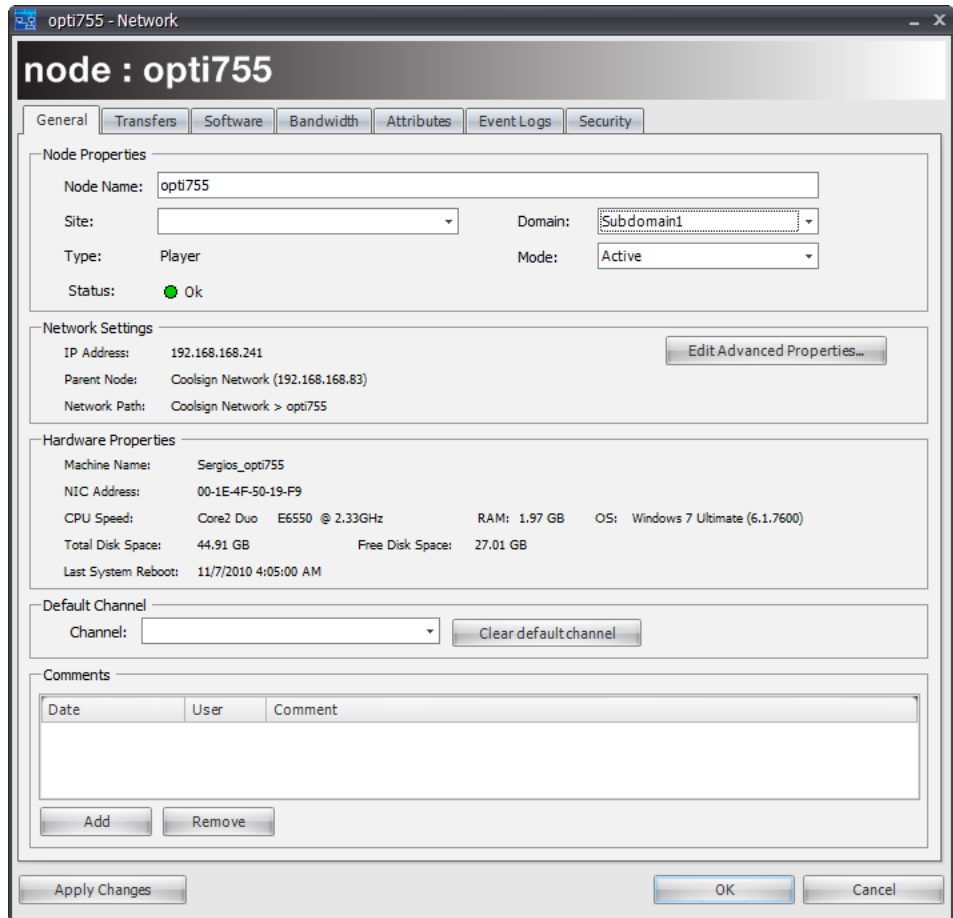 opti755 - Network
node : opti755
General Transfers Software Bandwidth Attributes Event Logs Security
Node Properties
Node Name: opti755
Site: Domain: Subdomain1
Type: Player Mode: Active
Status: Ok
Network Settings
IP Address: 192.168.168.241 Edit Advanced Properties...
Parent Node: Coolsign Network (192.168.168.83)
Network Path: Coolsign Network > opti755
Hardware Properties
Machine Name: Sergios_opti755
NIC Address: 00-1E-4F-50-19-F9
CPU Speed: Core2 Duo E6550 @ 2.33GHz RAM: 1.97 GB OS: Windows 7 Ultimate (6.1.7600)
Total Disk Space: 44.91 GB Free Disk Space: 27.01 GB
Last System Reboot: 11/7/2010 4:05:00 AM
Default Channel
Channel: Clear default channel
Comments
Date User Comment
Add Remove
Apply Changes OK Cancel